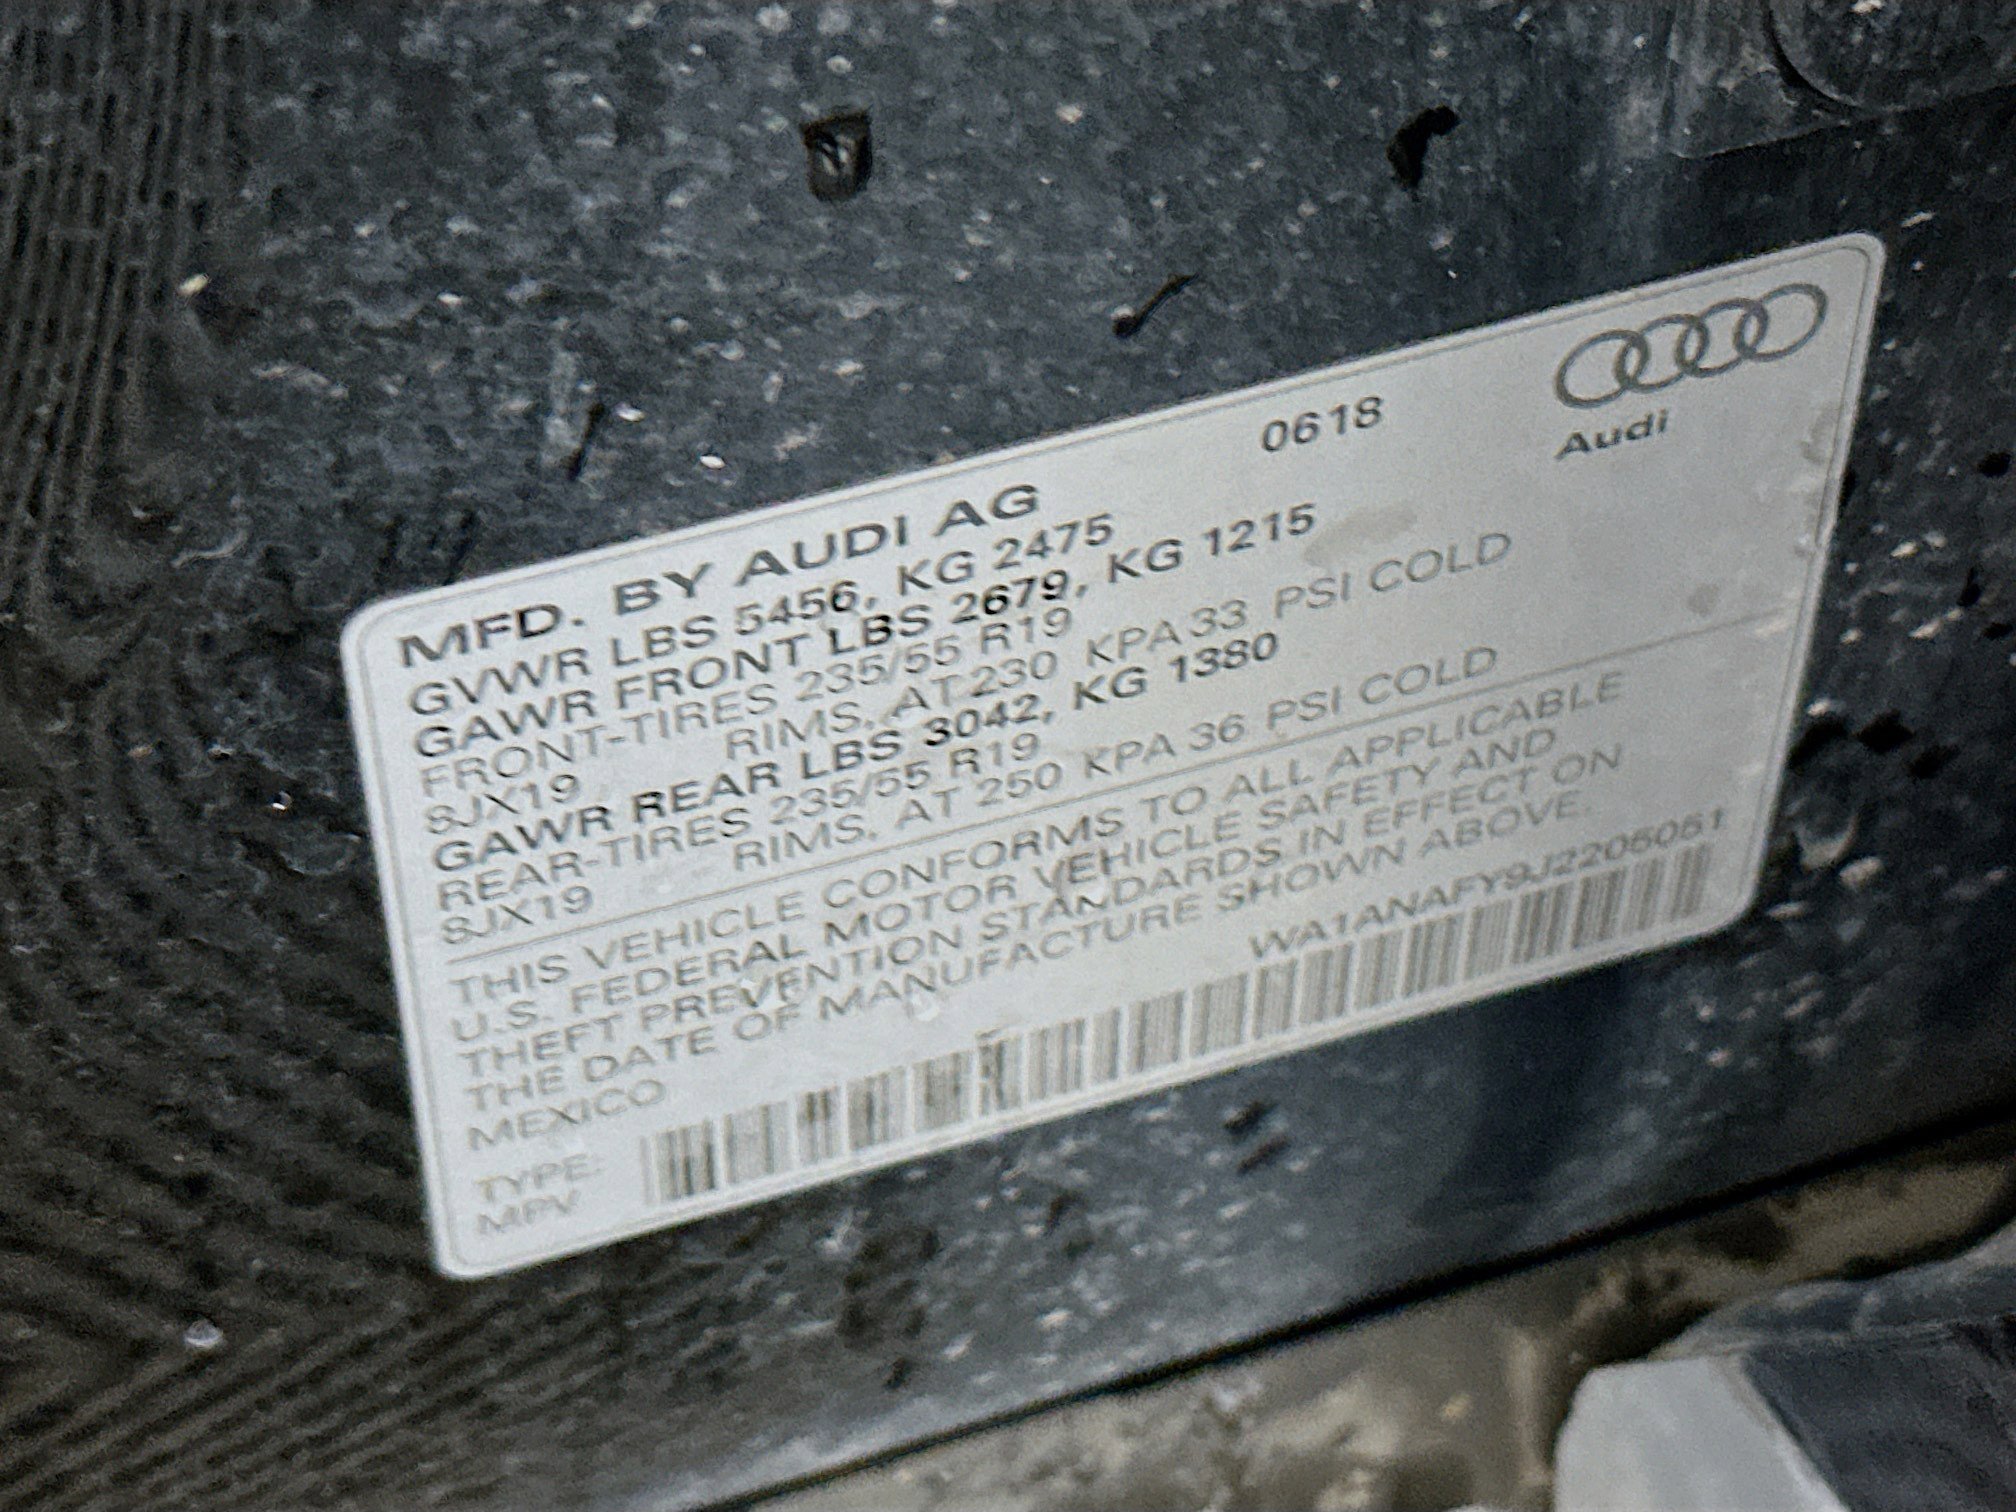 Audi
MFD. BY AUDI AG 0618
GVWR LBS 5456, KG 2475
GAWR FRONT LBS 2679, KG 1215
FRONT-TIRES 235/55 R19
8JX19 RIMS, AT 230 KPA 33 PSI COLD
GAWR REAR LBS 3042, KG 1380
REAR-TIRES 235/55 R19
8JX19 RIMS, AT 250 KPA 36 PSI COLD
THIS VEHICLE CONFORMS TO ALL APPLICABLE
U.S. FEDERAL MOTOR VEHICLE SAFETY AND
THEFT PREVENTION STANDARDS IN EFFECT ON
THE DATE OF MANUFACTURE SHOWN ABOVE.
MEXICO WA1ANAFY9J2205051
TYPE:
MPV